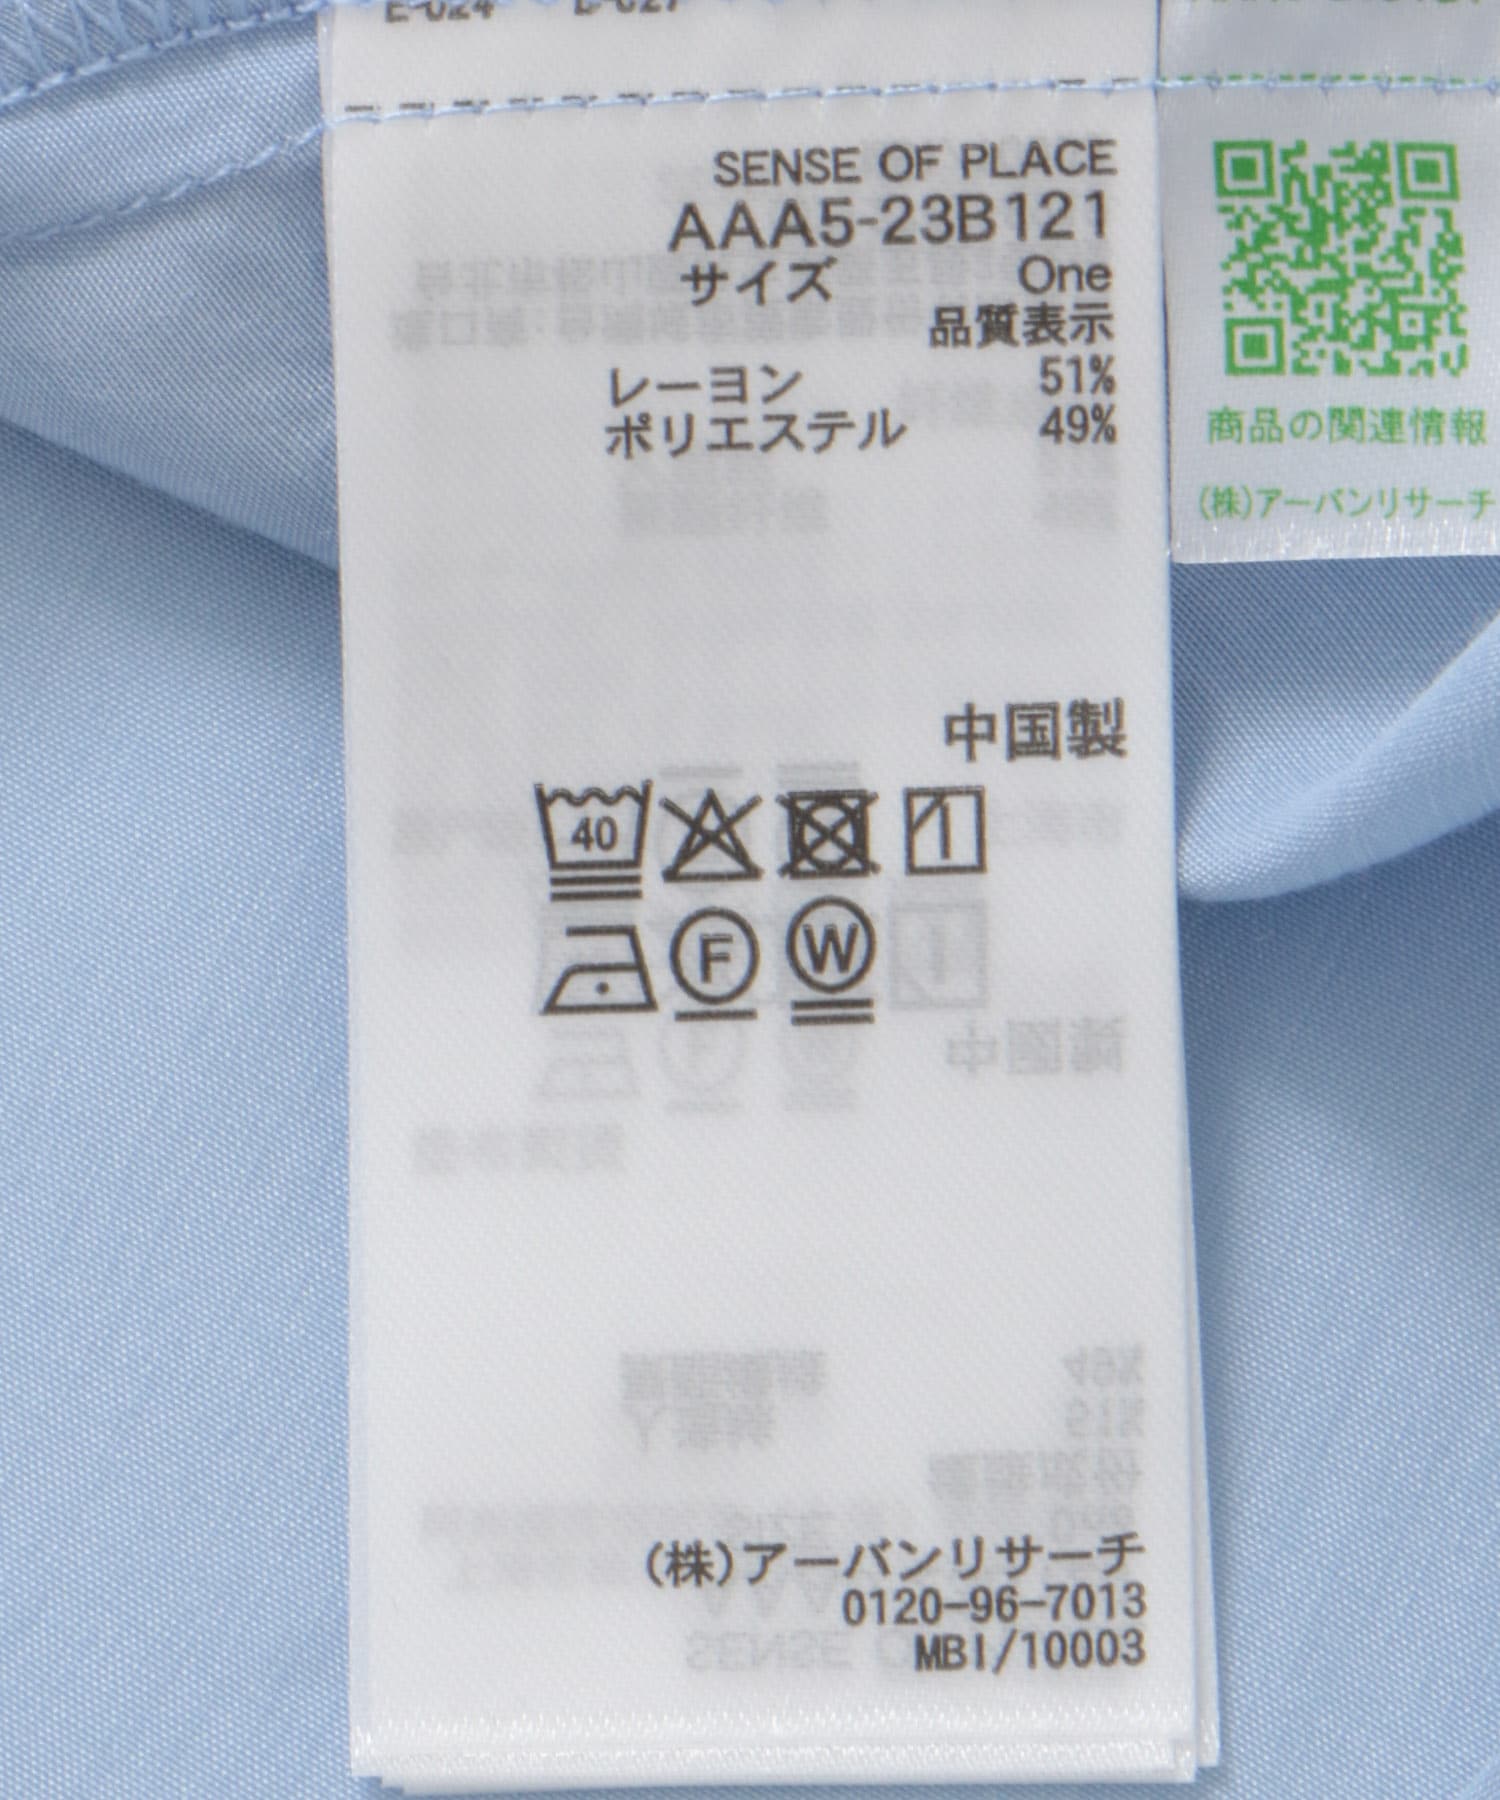 SENSE OF PLACE
AAA5-23B121
サイズ One
品質表示
レーヨン 51%
ポリエステル 49%
中国製
40
F W
(株)アーバンリサーチ
0120-96-7013
MBI/10003
商品の関連情報
(株)アーバンリサーチ